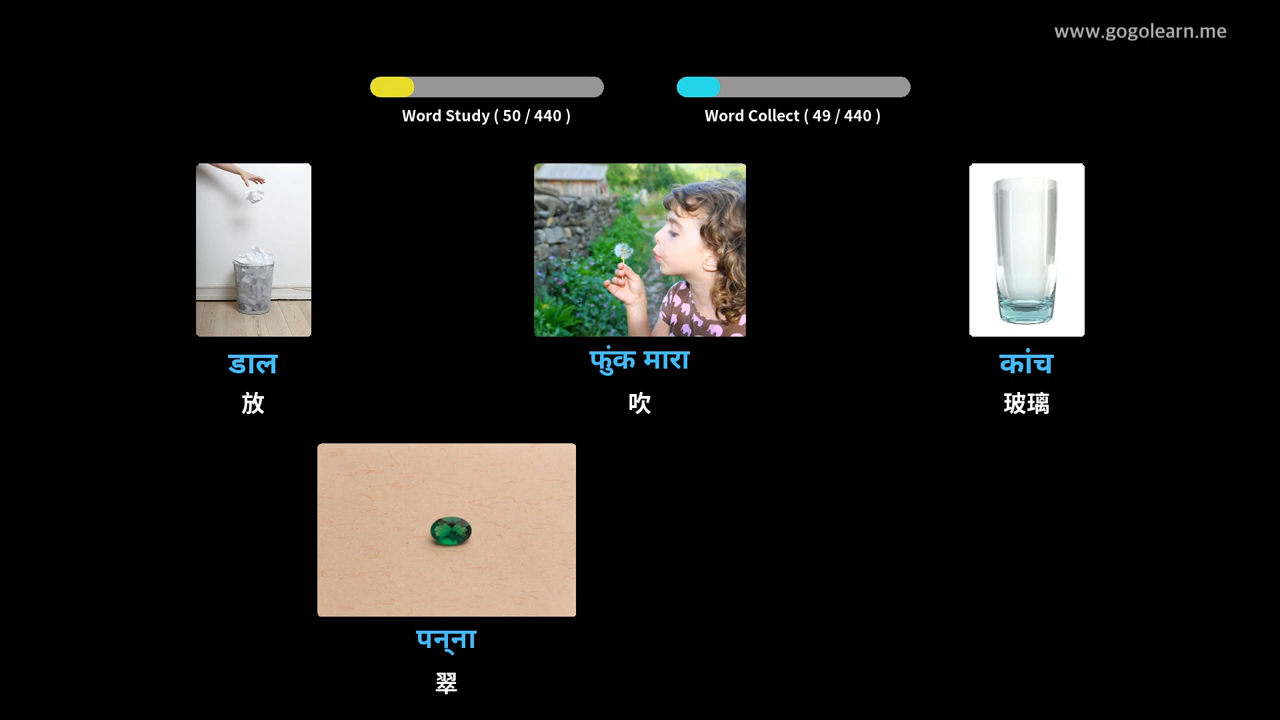 www.gogolearn.me
Word Study ( 50 / 440 )
Word Collect ( 49 / 440 )
डाल
फुंक मारा
कांच
放
吹
玻璃
पन्‌ना
翠